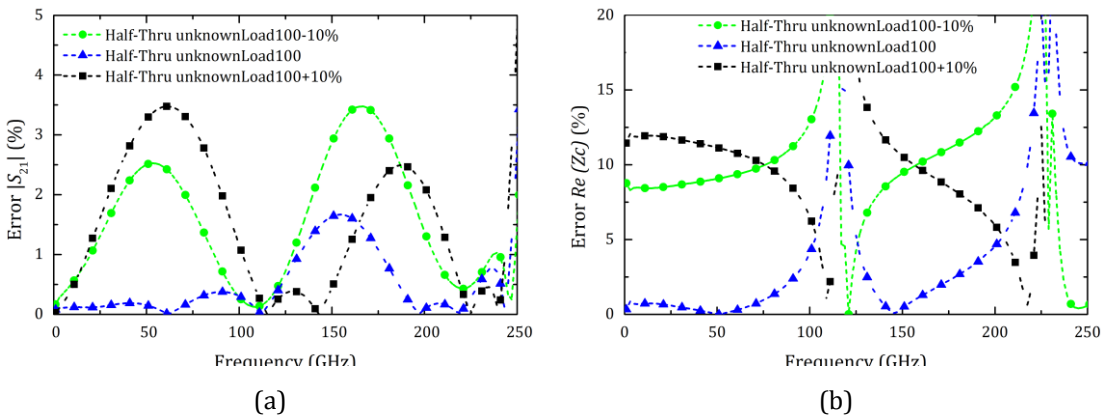 Error |S21| (%)
5
4
3
2
1
0
Half-Thru unknownLoad100-10%
Half-Thru unknownLoad100
Half-Thru unknownLoad100+10%
0 50 100 150 200 250
Frequency (GHz)
(a)
Error Re (Zc) (%)
20
15
10
5
0
Half-Thru unknownLoad100-10%
Half-Thru unknownLoad100
Half-Thru unknownLoad100+10%
0 50 100 150 200 250
Frequency (GHz)
(b)